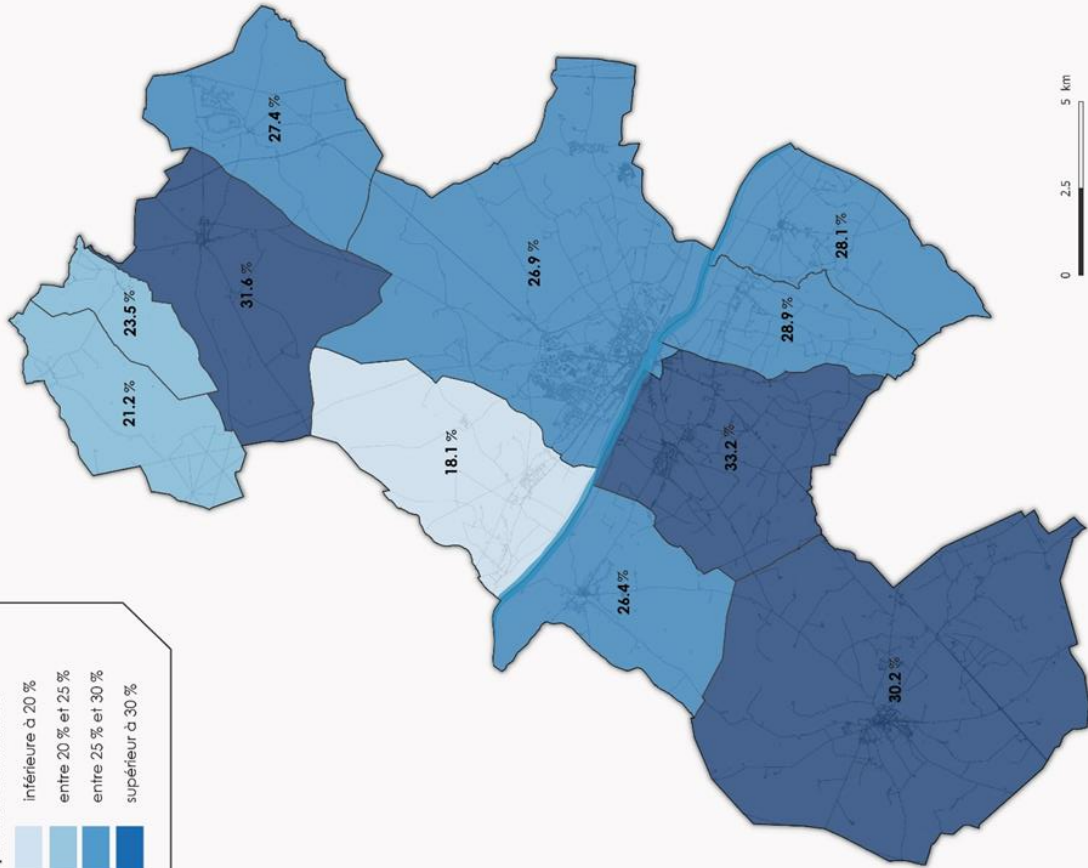 inférieure à 20 %
entre 20 % et 25 %
entre 25 % et 30 %
supérieur à 30 %
21.2 %
23.5 %
31.6 %
27.4 %
18.1 %
26.9 %
26.4 %
33.2 %
28.9 %
28.1 %
30.2 %
0 2.5 5 km